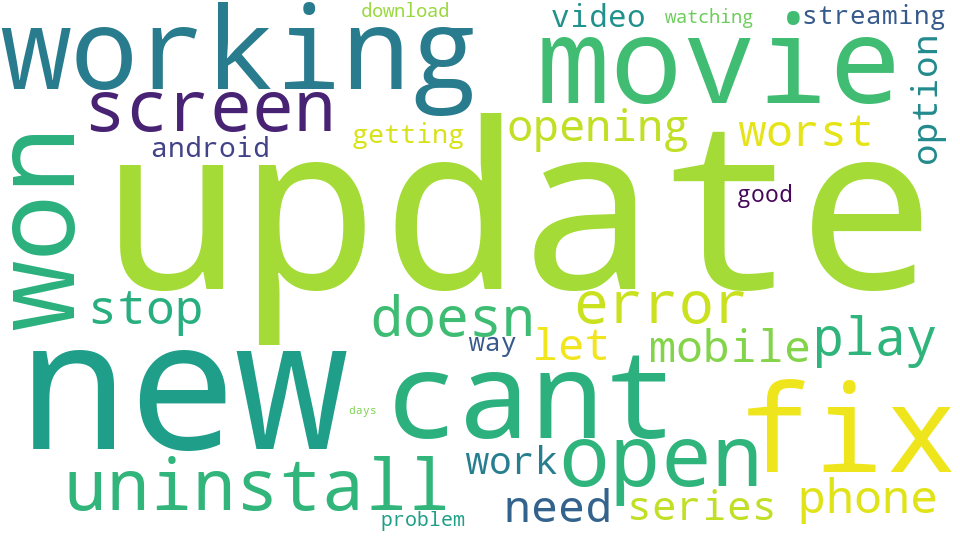 download
video
watching
streaming
working
movie
option
screen
android
getting
opening
worst
won
update
good
stop
doesn
error
way
let
mobile
play
new
cant
fix
days
uninstall
work
open
need
series
phone
problem